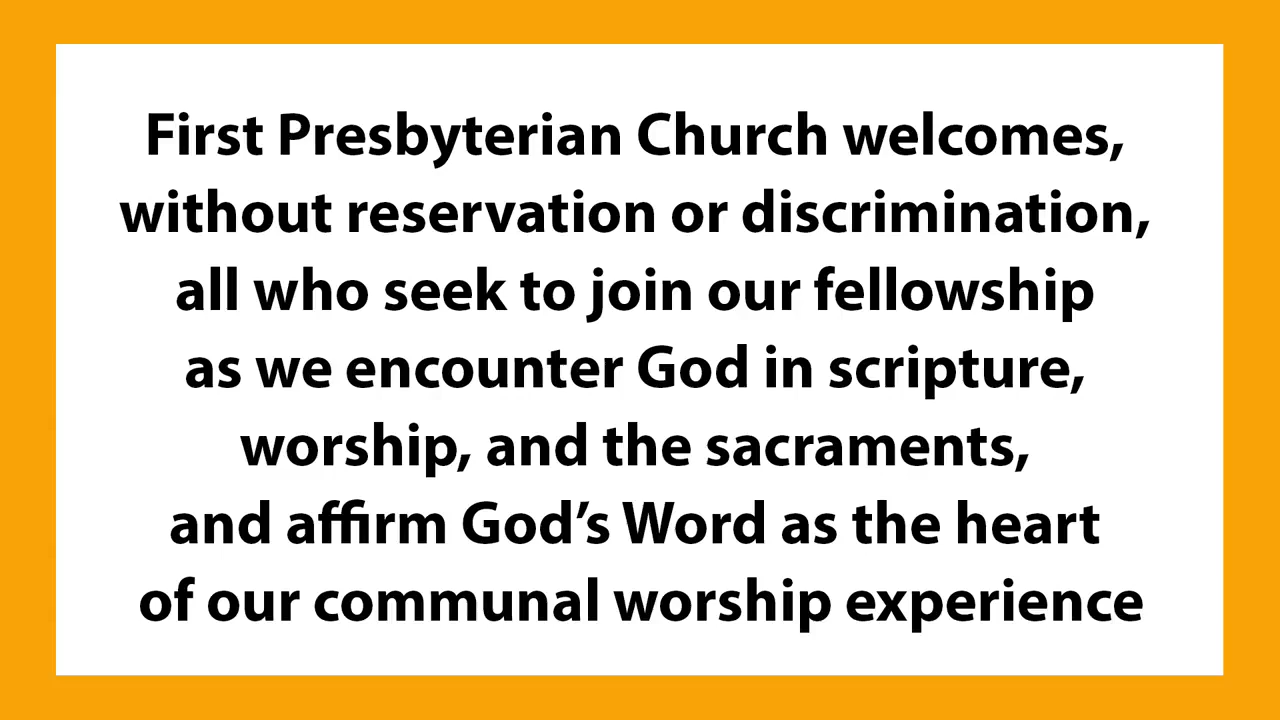 First Presbyterian Church welcomes,
without reservation or discrimination,
all who seek to join our fellowship
as we encounter God in scripture,
worship, and the sacraments,
and affirm God’s Word as the heart
of our communal worship experience